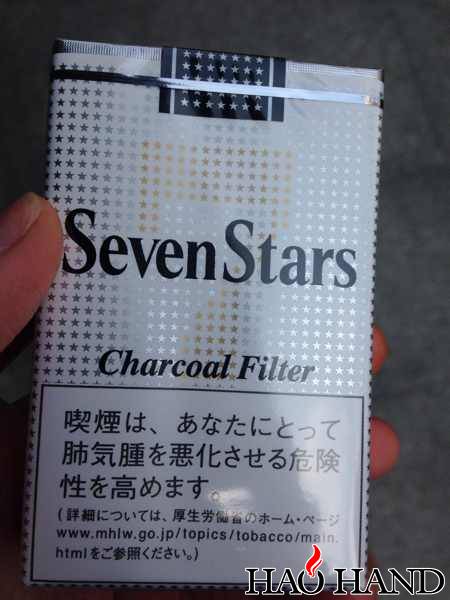 Seven Stars
Charcoal Filter
喫煙は、あなたにとって
肺気腫を悪化させる危険
性を高めます。
(詳細については、厚生労働省のホーム・ページ
www.mhlw.go.jp/topics/tobacco/main.
htmlをご参照ください。)
HAO HAND